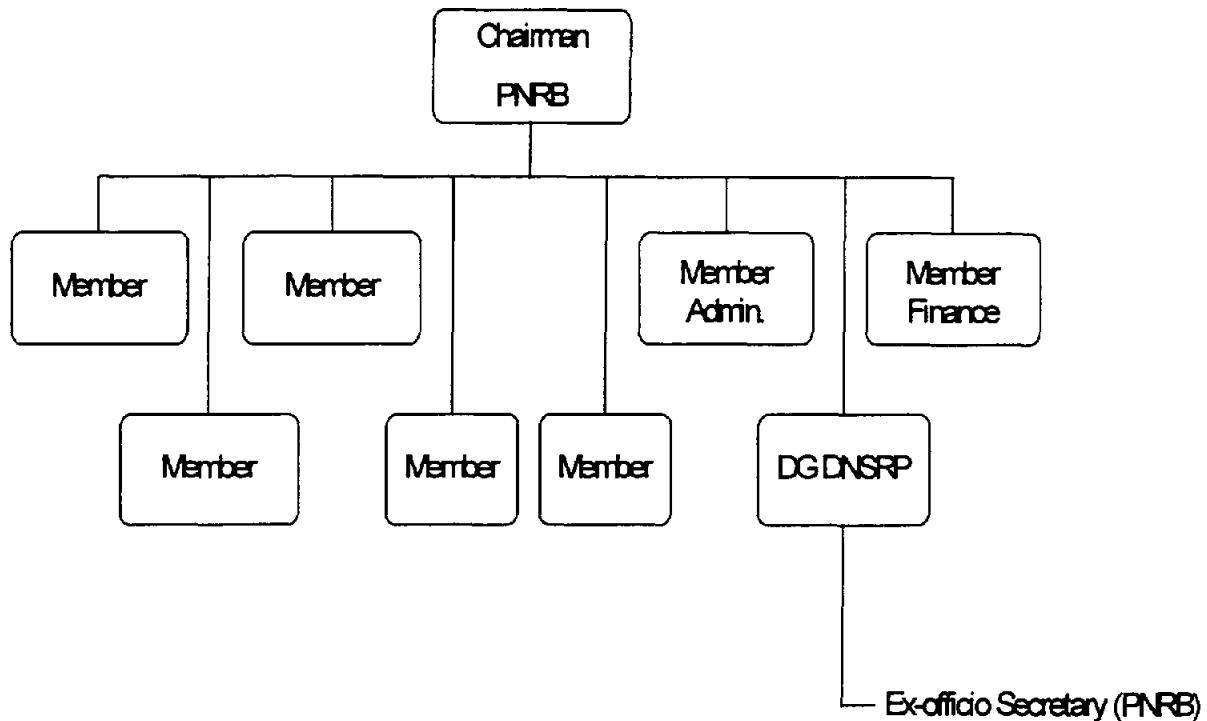 Chairman
PNRB
Member
Member
Member
Admin.
Member
Finance
Member
Member
Member
DG DNSRP
Ex-officio Secretary (PNRB)